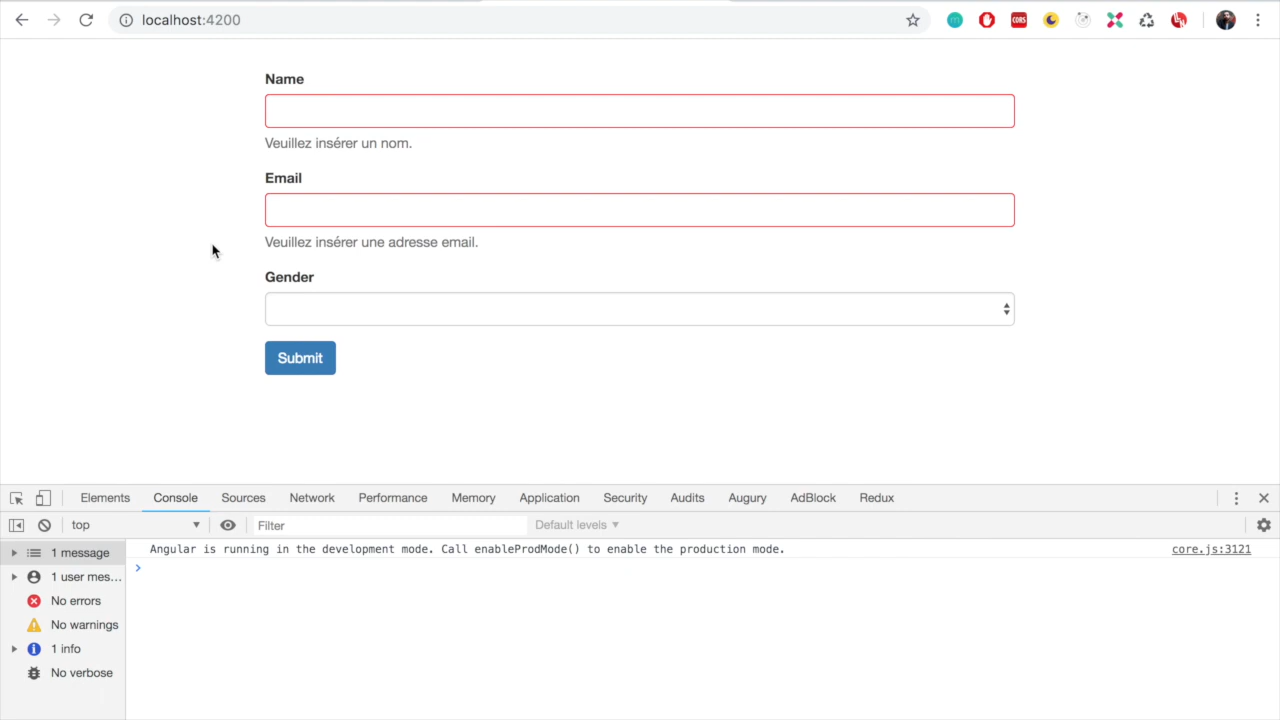 localhost:4200
CORS
Name
Veuillez insérer un nom.
Email
Veuillez insérer une adresse email.
Gender
Submit
Elements Console Sources Network Performance Memory Application Security Audits Augury AdBlock Redux
top Filter Default levels
1 message
Angular is running in the development mode. Call enableProdMode() to enable the production mode. core.js:3121
1 user mes...
No errors
No warnings
1 info
No verbose